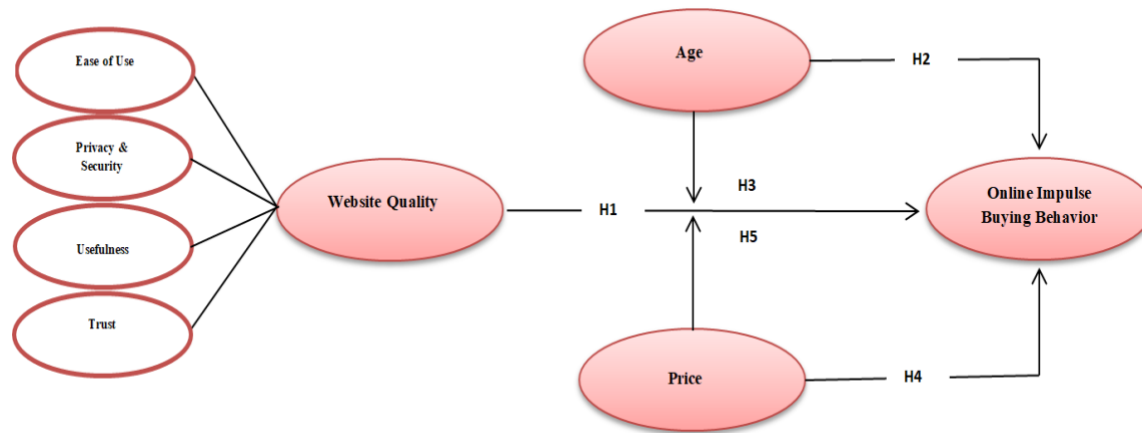 Ease of Use
Privacy &
Security
Usefulness
Trust
Website Quality
H1
Age
H2
H3
H5
Price
H4
Online Impulse
Buying Behavior